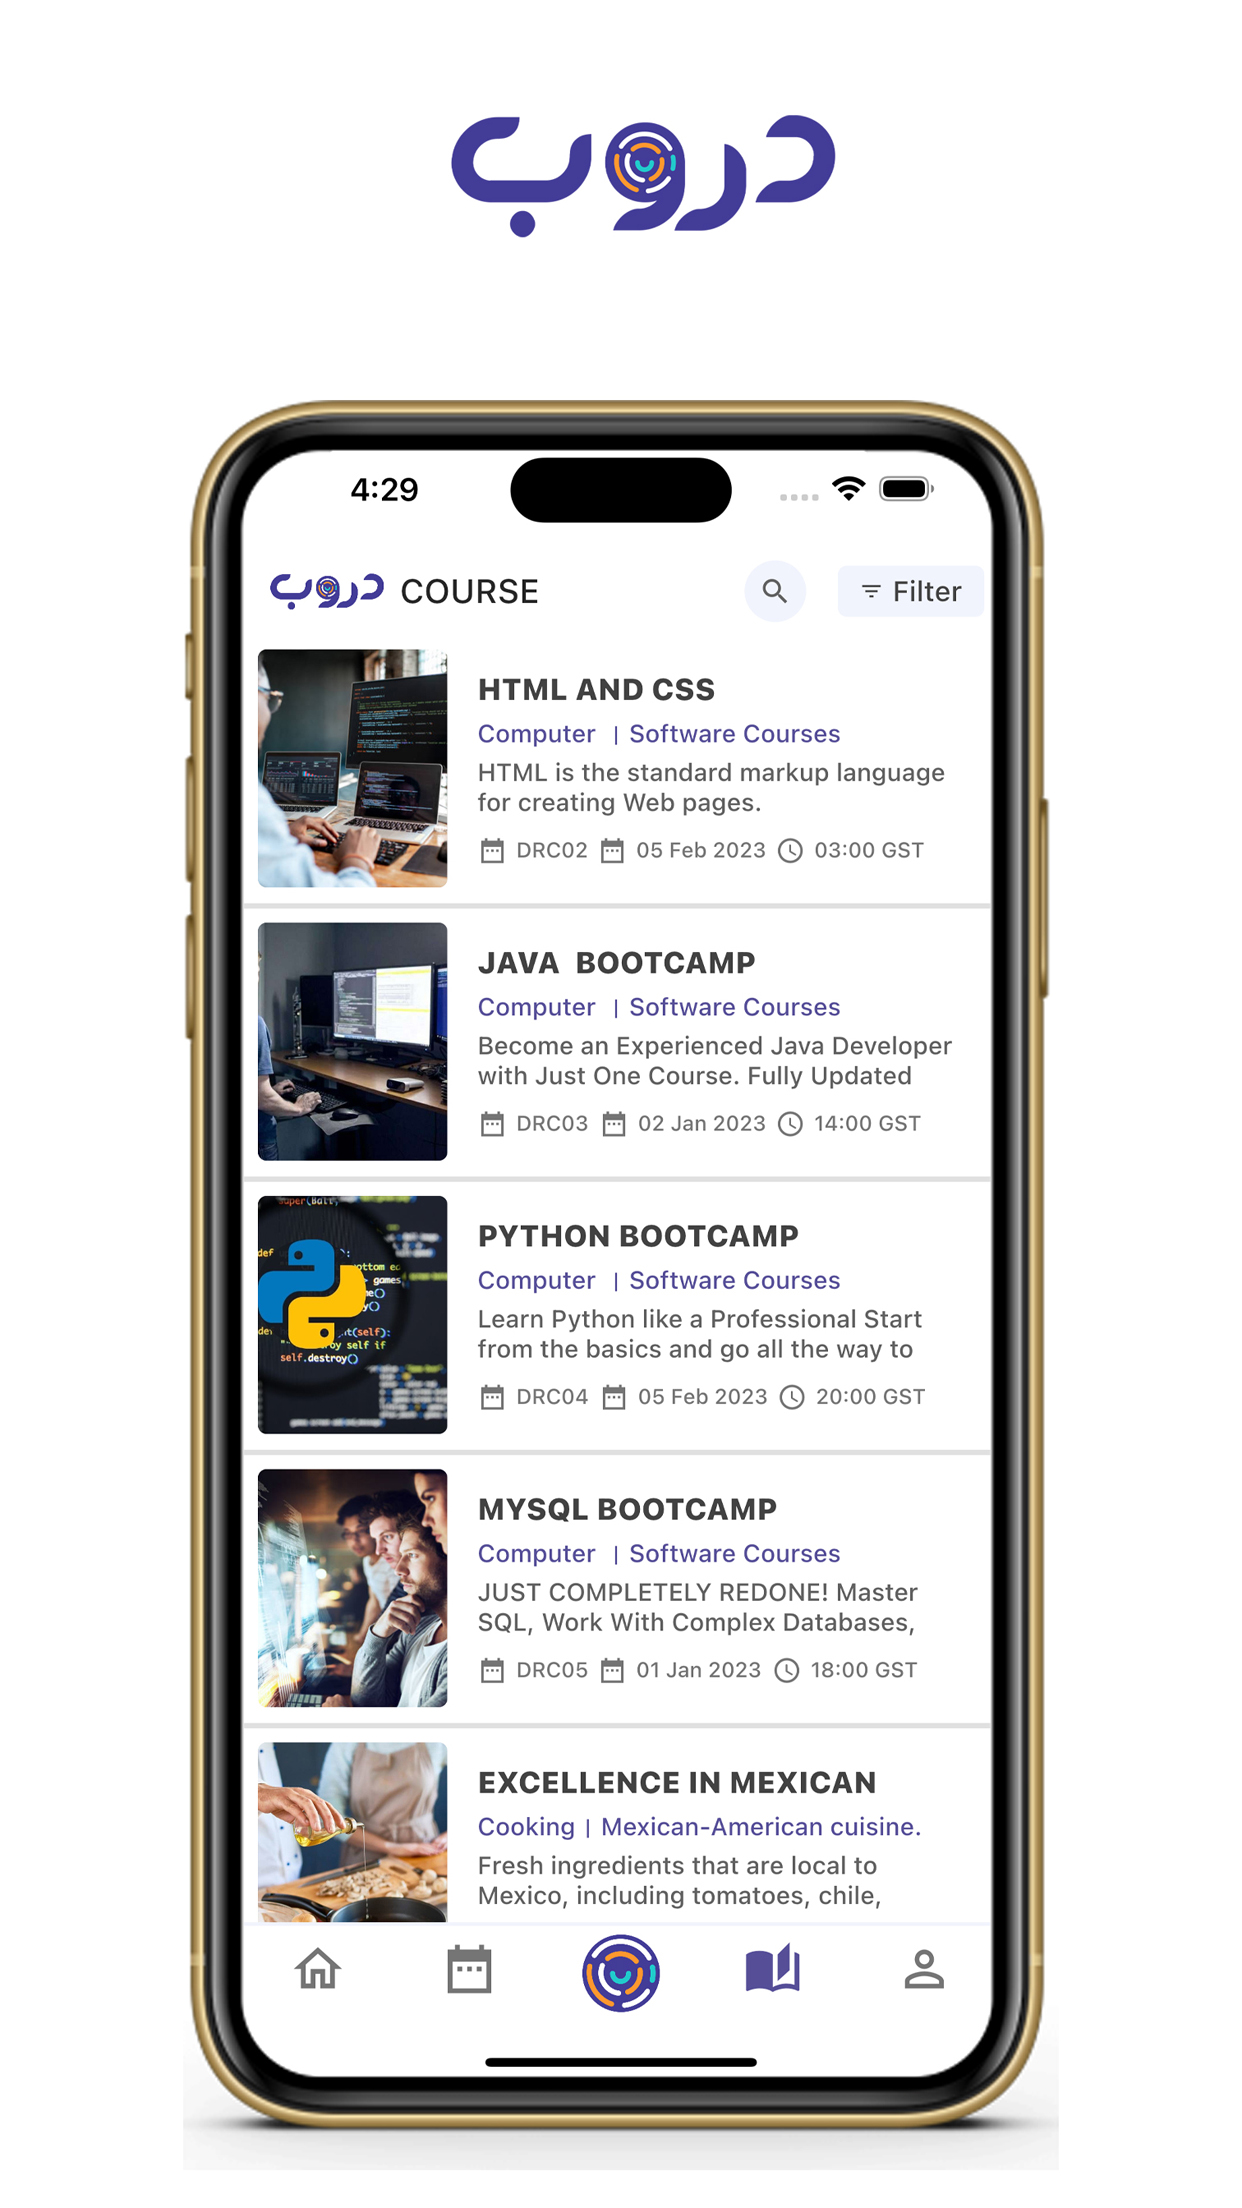 دروب
4:29
دروب COURSE
Filter
HTML AND CSS
Computer | Software Courses
HTML is the standard markup language
for creating Web pages.
DRC02 05 Feb 2023 03:00 GST
JAVA  BOOTCAMP
Computer | Software Courses
Become an Experienced Java Developer
with Just One Course. Fully Updated
DRC03 02 Jan 2023 14:00 GST
self.destroy()
PYTHON BOOTCAMP
Computer | Software Courses
Learn Python like a Professional Start
from the basics and go all the way to
DRC04 05 Feb 2023 20:00 GST
MYSQL BOOTCAMP
Computer | Software Courses
JUST COMPLETELY REDONE! Master
SQL, Work With Complex Databases,
DRC05 01 Jan 2023 18:00 GST
EXCELLENCE IN MEXICAN
Cooking | Mexican-American cuisine.
Fresh ingredients that are local to
Mexico, including tomatoes, chile,